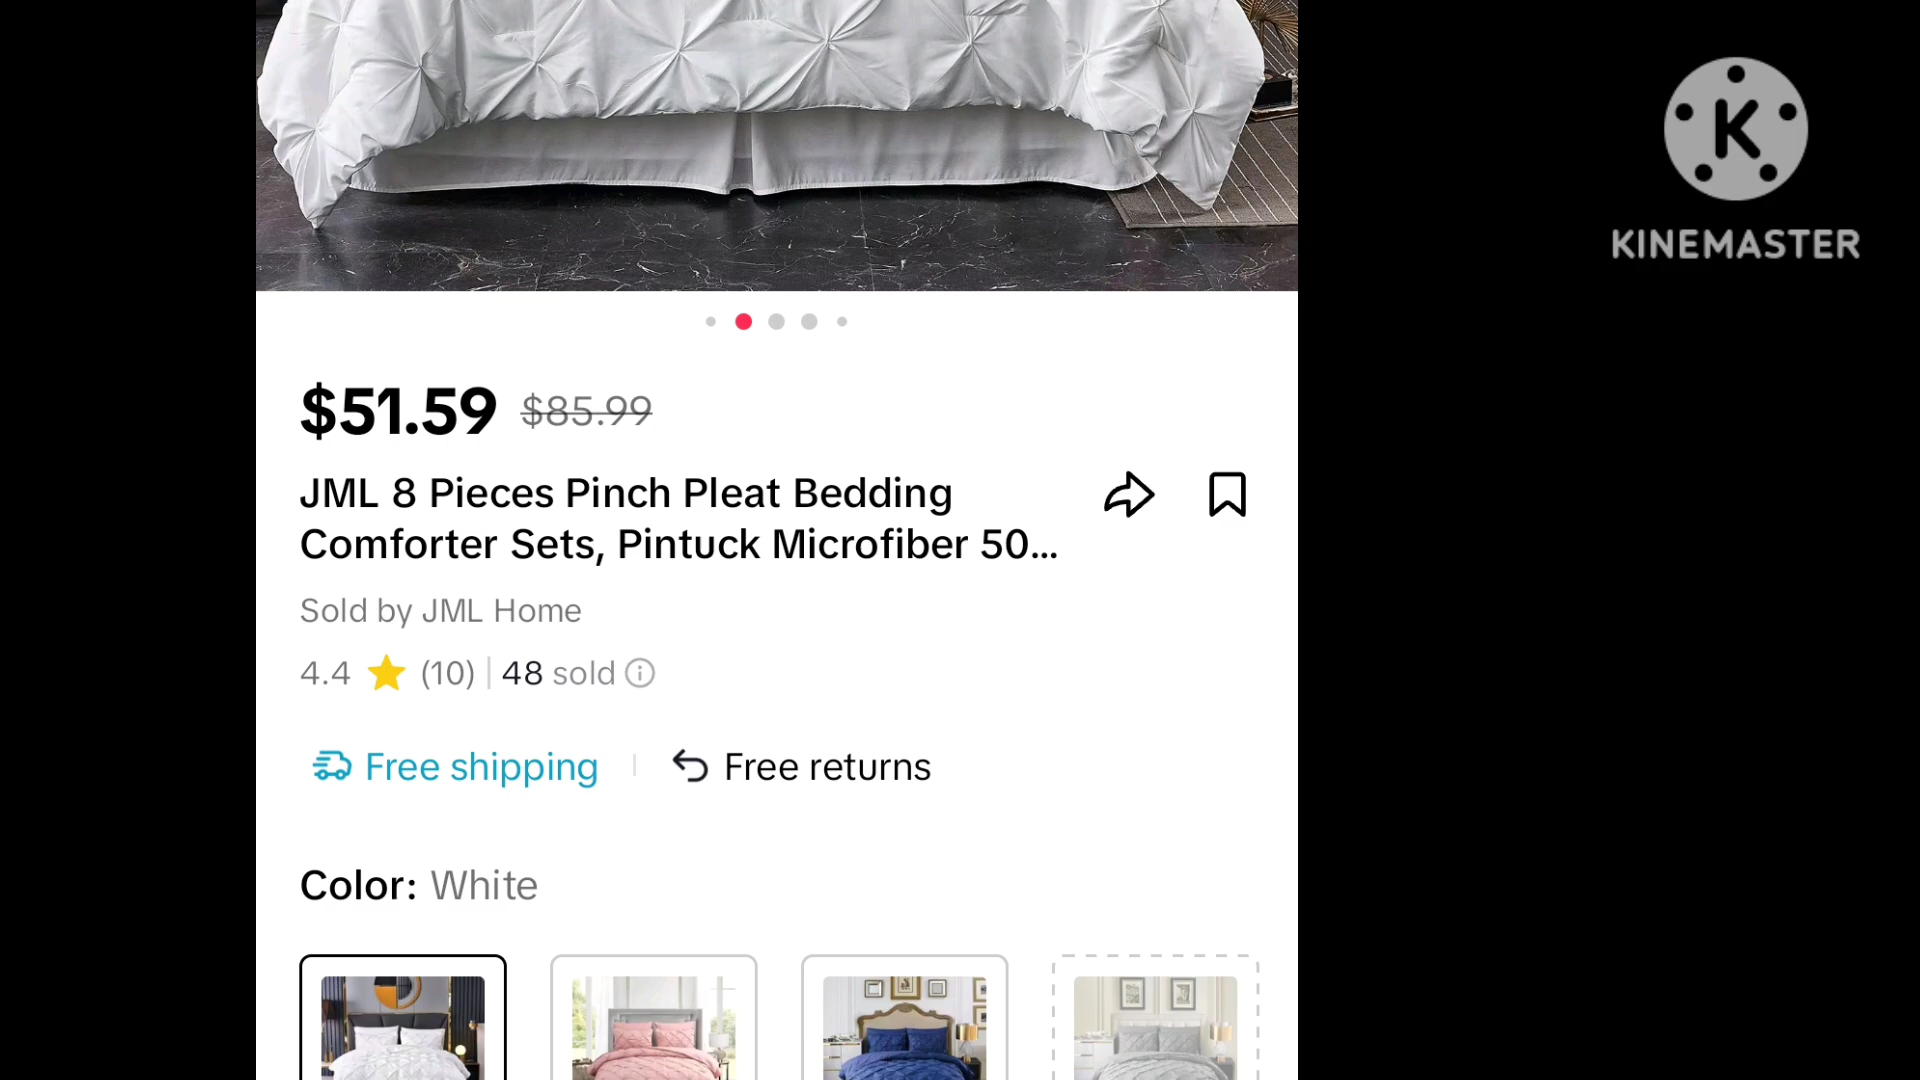 K
KINEMASTER
$51.59 $85.99
JML 8 Pieces Pinch Pleat Bedding
Comforter Sets, Pintuck Microfiber 50...
Sold by JML Home
4.4 (10) | 48 sold
Free shipping | Free returns
Color: White